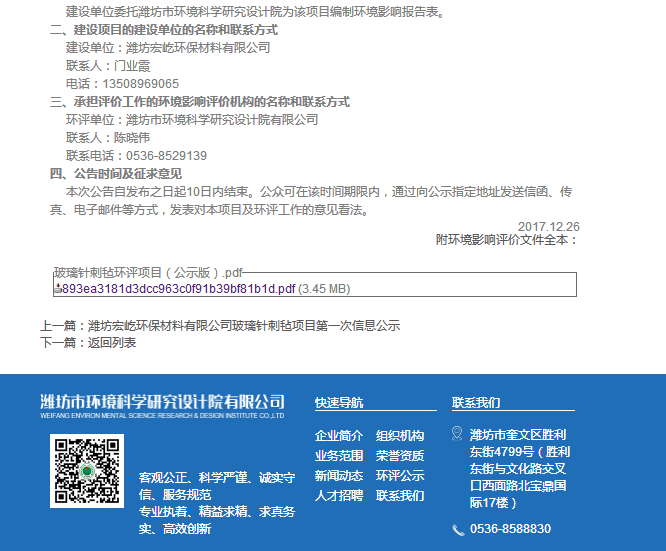 建设单位委托潍坊市环境科学研究设计院为该项目编制环境影响报告表。
二、建设项目的建设单位的名称和联系方式
建设单位：潍坊宏屹环保材料有限公司
联系人：门业霞
电话：13508969065
三、承担评价工作的环境影响评价机构的名称和联系方式
环评单位：潍坊市环境科学研究设计院有限公司
联系人：陈晓伟
联系电话：0536-8529139
四、公告时间及征求意见
本次公告自发布之日起10日内结束。公众可在该时间期限内，通过向公示指定地址发送信函、传
真、电子邮件等方式，发表对本项目及环评工作的意见看法。
2017.12.26
附环境影响评价文件全本：
玻璃针刺毡环评项目（公示版）.pdf
893ea3181d3dcc963c0f91b39bf81b1d.pdf (3.45 MB)
上一篇：潍坊宏屹环保材料有限公司玻璃针刺毡项目第一次信息公示
下一篇：返回列表
潍坊市环境科学研究设计院有限公司
WEIFANG ENVIRON MENTAL SCIENCE RESEARCH & DESIGN INSTITUTE CO.,LTD
客观公正、科学严谨、诚实守
信、服务规范
专业执着、精益求精、求真务
实、高效创新
快速导航
企业简介 组织机构
业务范围 荣誉资质
新闻动态 环评公示
人才招聘 联系我们
联系我们
潍坊市奎文区胜利
东街4799号（胜利
东街与文化路交叉
口西面路北宝鼎国
际17楼）
0536-8588830